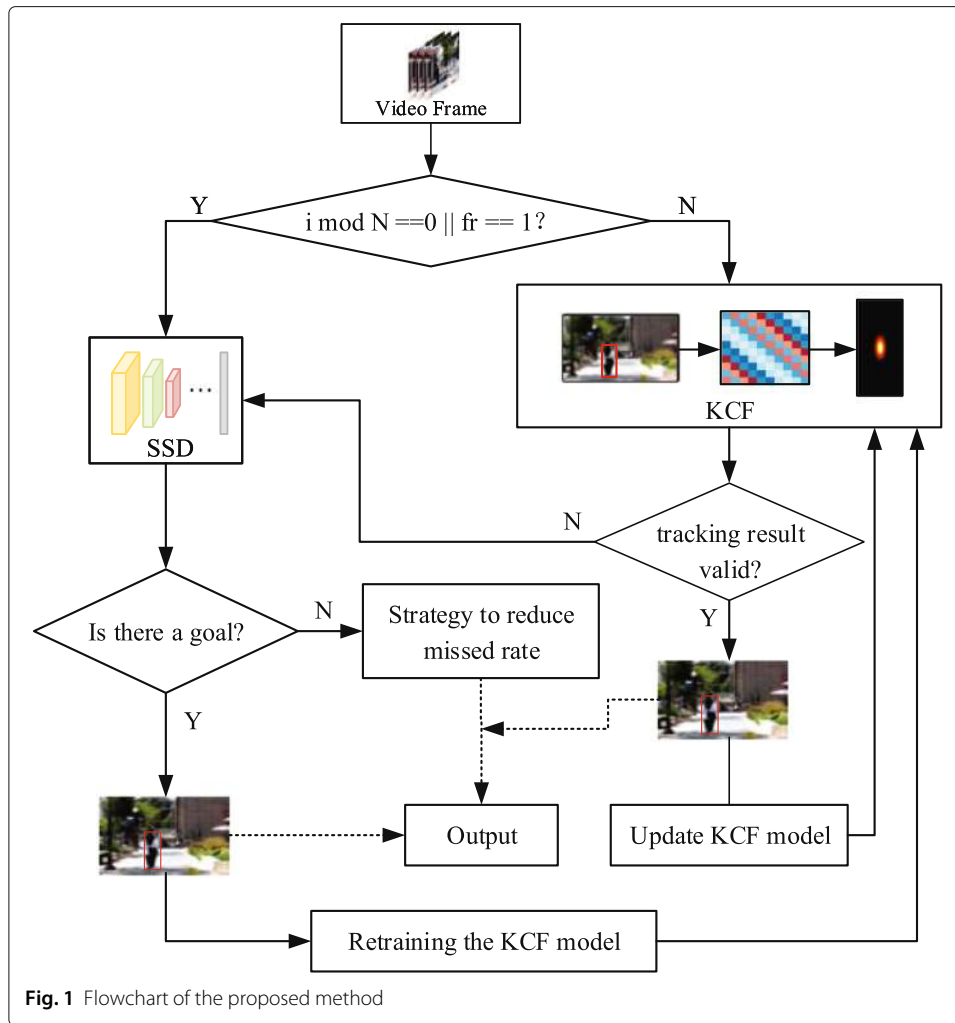 Video Frame
Y
i mod N ==0 || fr == 1?
N
KCF
SSD
N
tracking result
valid?
Y
Is there a goal?
N
Strategy to reduce
missed rate
Y
Output
Update KCF model
Retraining the KCF model
Fig. 1 Flowchart of the proposed method